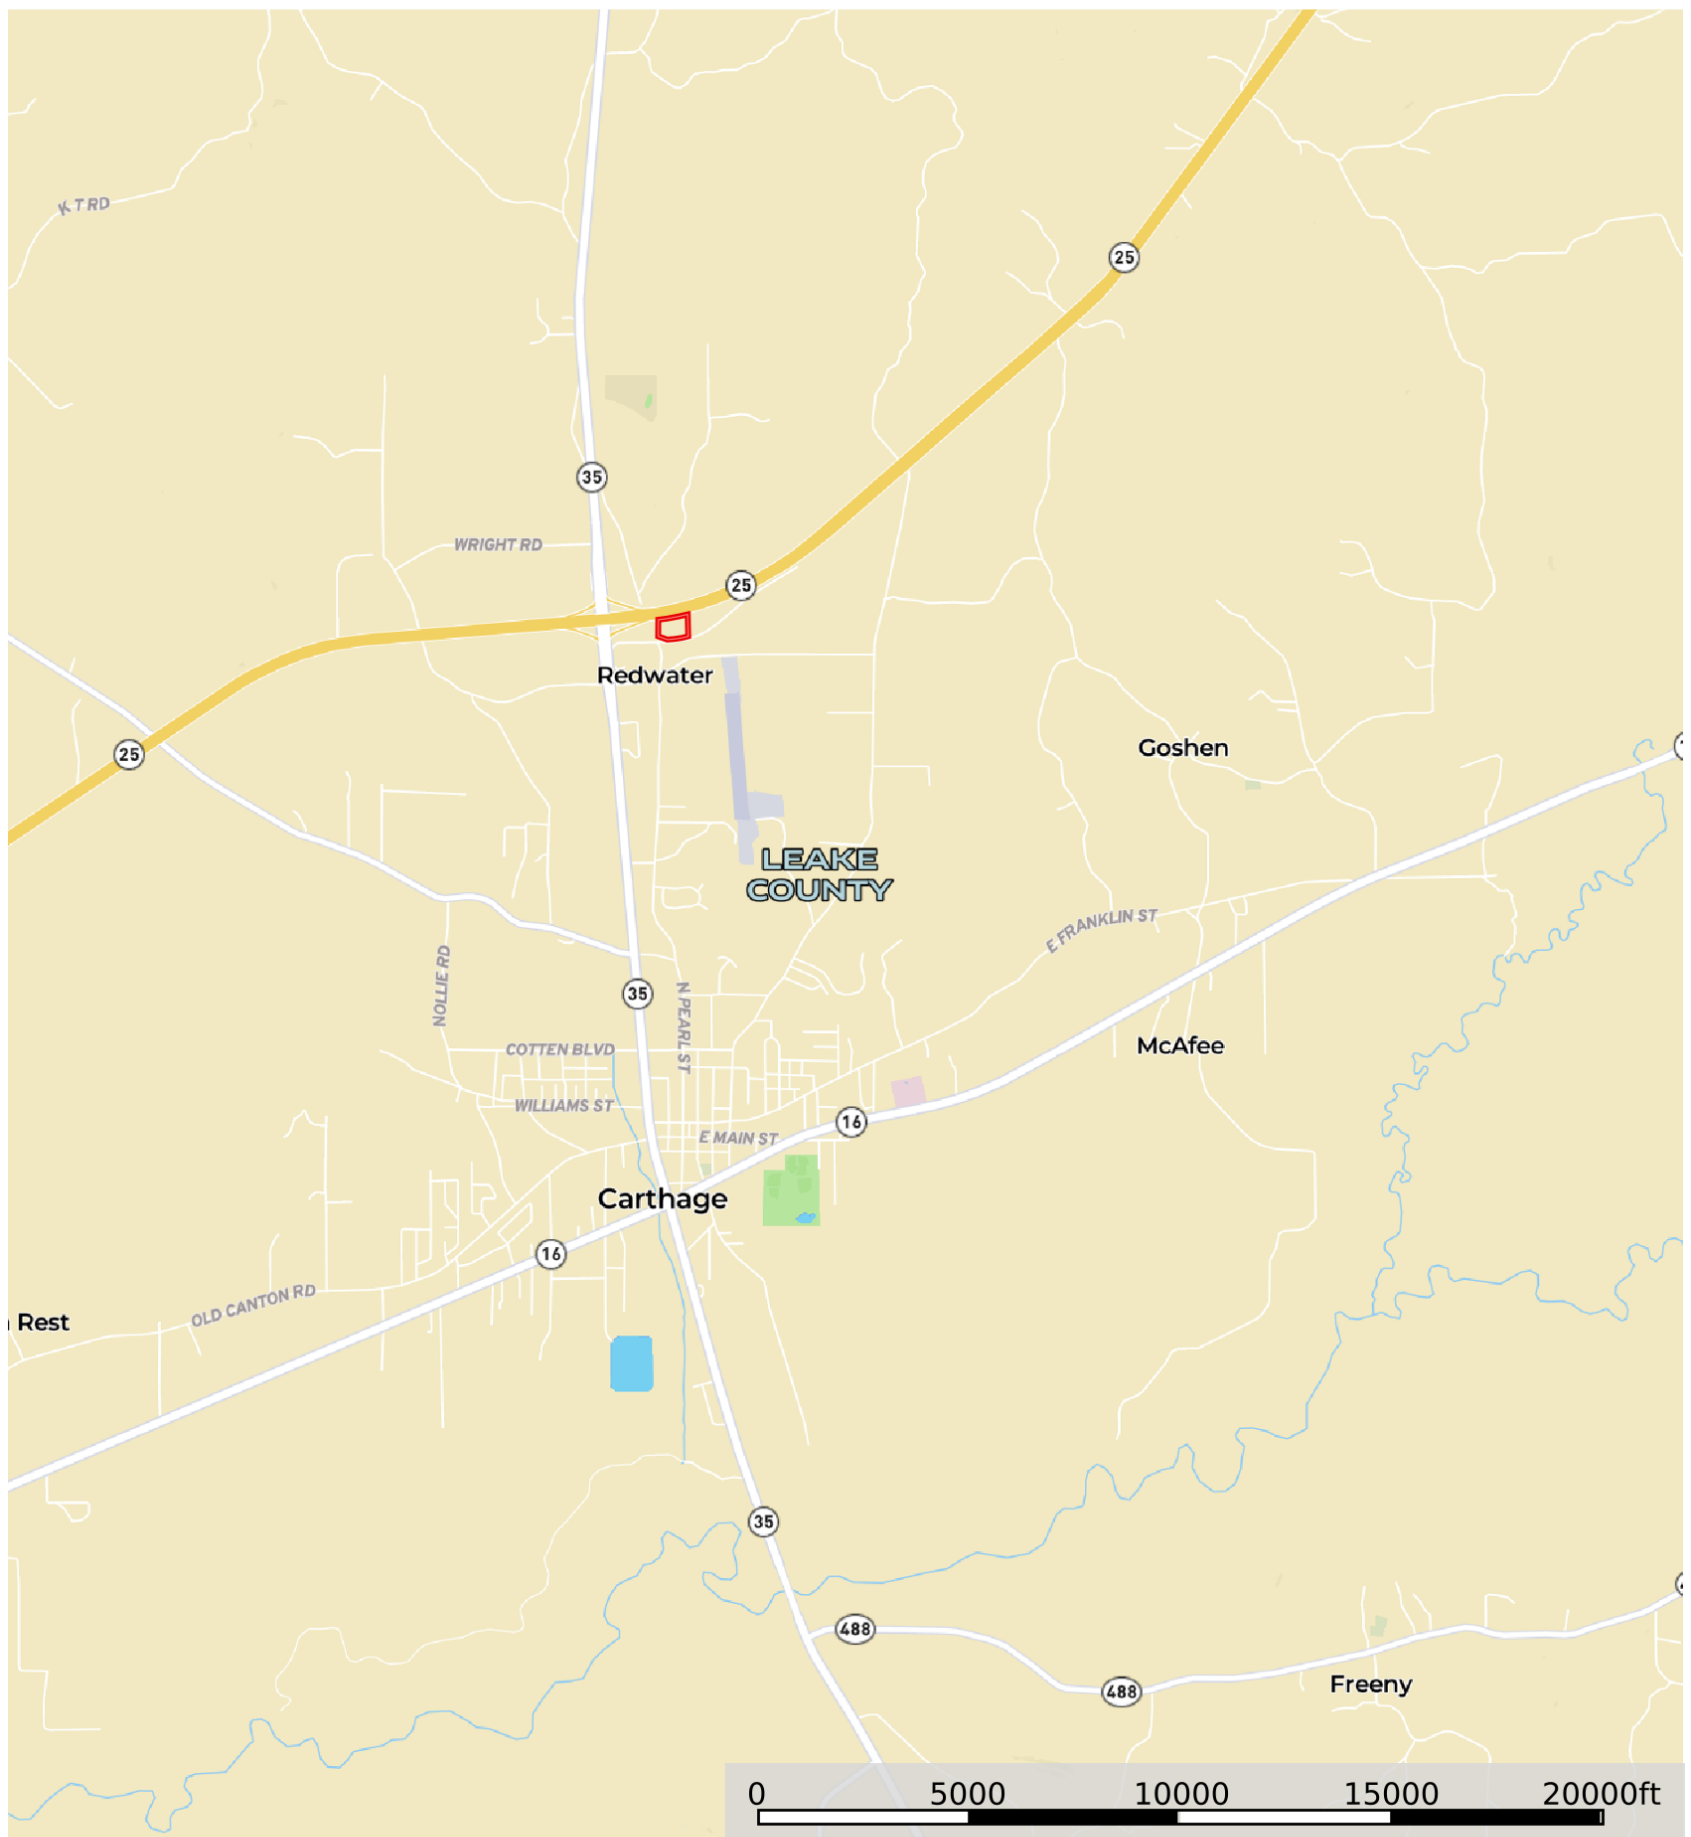 K T RD
25
35
WRIGHT RD
25
Redwater
Goshen
25
LEAKE
COUNTY
E FRANKLIN ST
NOLLIE RD
35
N PEARL ST
COTTEN BLVD
McAfee
WILLIAMS ST
16
E MAIN ST
Carthage
16
OLD CANTON RD
Rest
35
488
Freeny
488
0 5000 10000 15000 20000ft